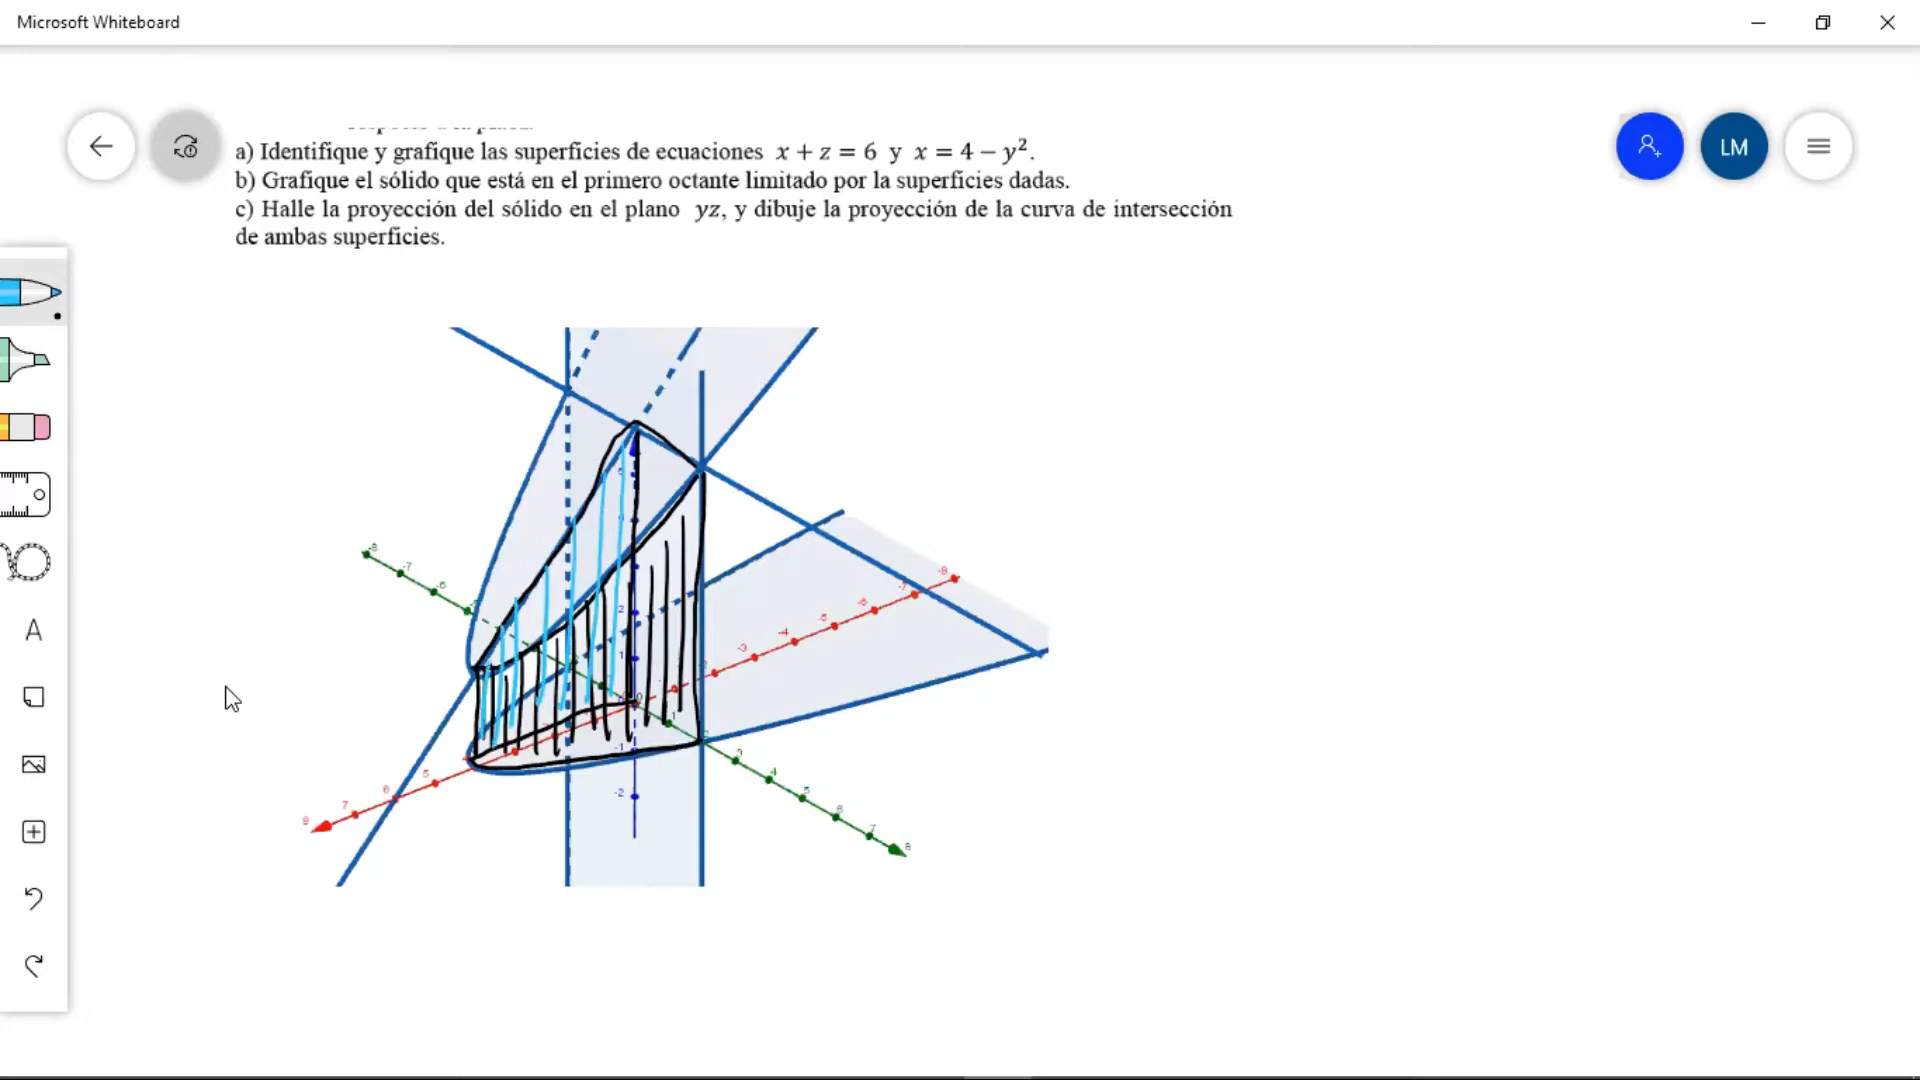 Microsoft Whiteboard
a) Identifique y grafique las superficies de ecuaciones x + z = 6 y x = 4 − y².
b) Grafique el sólido que está en el primero octante limitado por la superficies dadas.
c) Halle la proyección del sólido en el plano yz, y dibuje la proyección de la curva de intersección
de ambas superficies.
LM
A